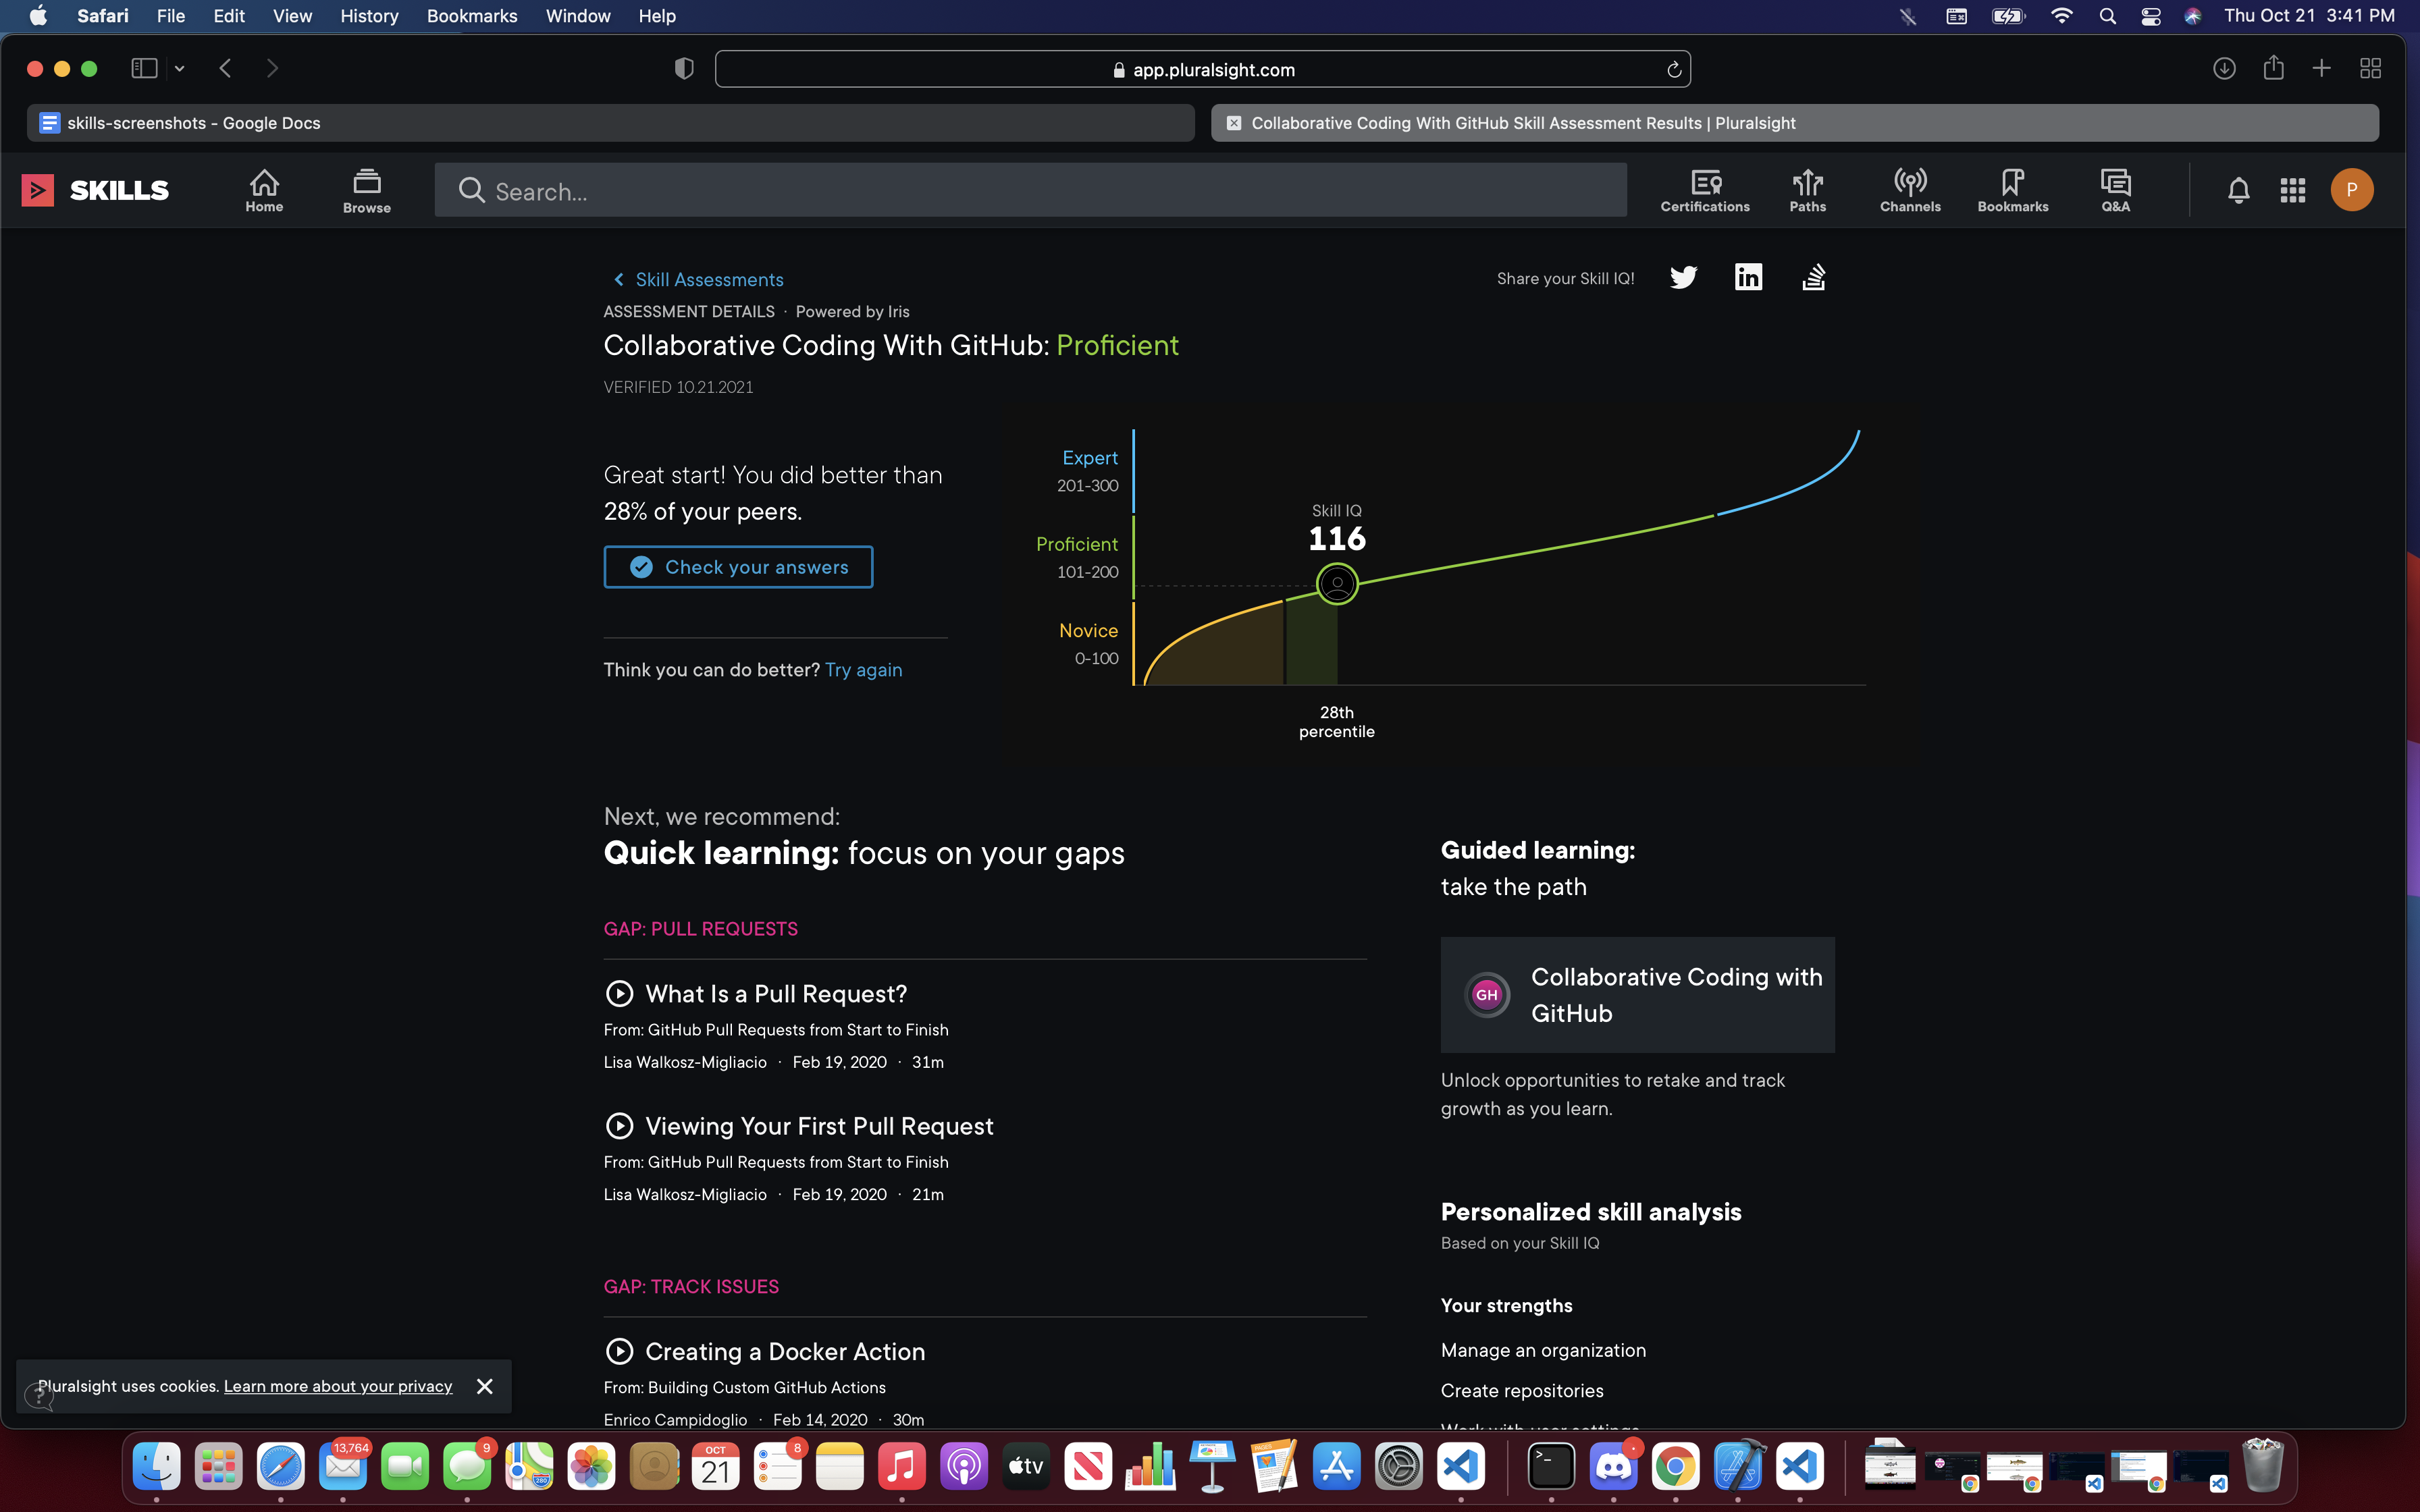 Safari File Edit View History Bookmarks Window Help
Thu Oct 21 3:41 PM
app.pluralsight.com
skills-screenshots - Google Docs
Collaborative Coding With GitHub Skill Assessment Results | Pluralsight
SKILLS
Home
Browse
Search...
Certifications
Paths
Channels
Bookmarks
Q&A
P
Skill Assessments
Share your Skill IQ!
in
ASSESSMENT DETAILS · Powered by Iris
Collaborative Coding With GitHub: Proficient
VERIFIED 10.21.2021
Great start! You did better than
28% of your peers.
Check your answers
Think you can do better? Try again
Expert
201-300
Proficient
101-200
Novice
0-100
Skill IQ
116
28th
percentile
Next, we recommend:
Quick learning: focus on your gaps
GAP: PULL REQUESTS
What Is a Pull Request?
From: GitHub Pull Requests from Start to Finish
Lisa Walkosz-Migliacio · Feb 19, 2020 · 31m
Viewing Your First Pull Request
From: GitHub Pull Requests from Start to Finish
Lisa Walkosz-Migliacio · Feb 19, 2020 · 21m
GAP: TRACK ISSUES
Creating a Docker Action
From: Building Custom GitHub Actions
Enrico Campidoglio · Feb 14, 2020 · 30m
Guided learning:
take the path
GH
Collaborative Coding with
GitHub
Unlock opportunities to retake and track
growth as you learn.
Personalized skill analysis
Based on your Skill IQ
Your strengths
Manage an organization
Create repositories
Work with user settings
Pluralsight uses cookies. Learn more about your privacy
13,764
9
OCT
21
8
tv